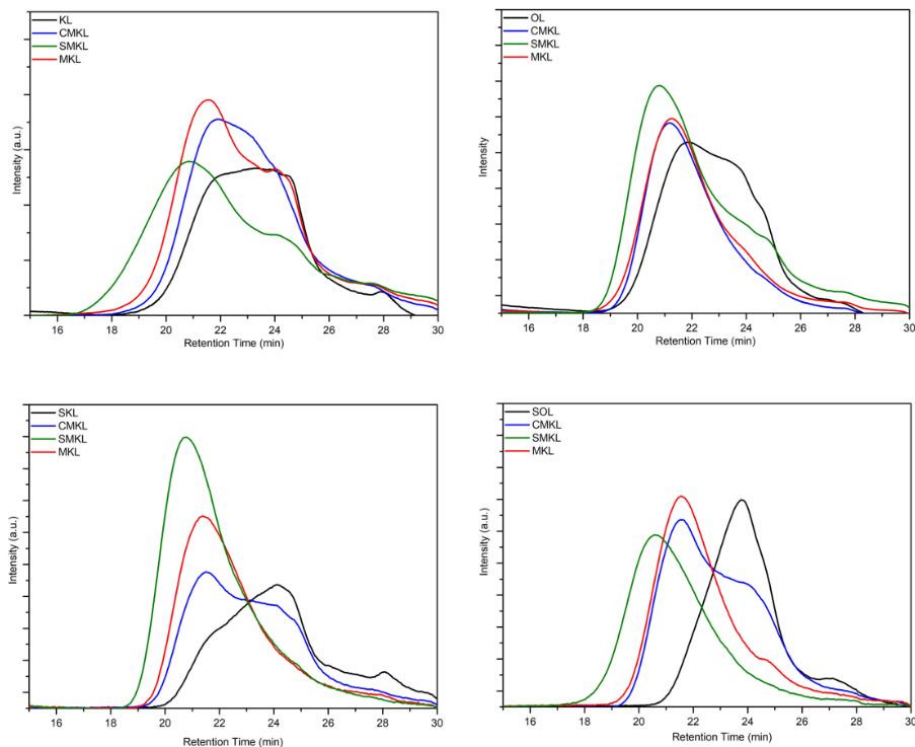 KL
CMKL
SMKL
MKL
Intensity (a.u.)
16 18 20 22 24 26 28 30
Retention Time (min)
OL
CMKL
SMKL
MKL
Intensity
16 18 20 22 24 26 28 30
Retention Time (min)
SKL
CMKL
SMKL
MKL
Intensity (a.u.)
16 18 20 22 24 26 28 30
Retention Time (min)
SOL
CMKL
SMKL
MKL
Intensity (a.u.)
16 18 20 22 24 26 28 30
Retention Time (min)